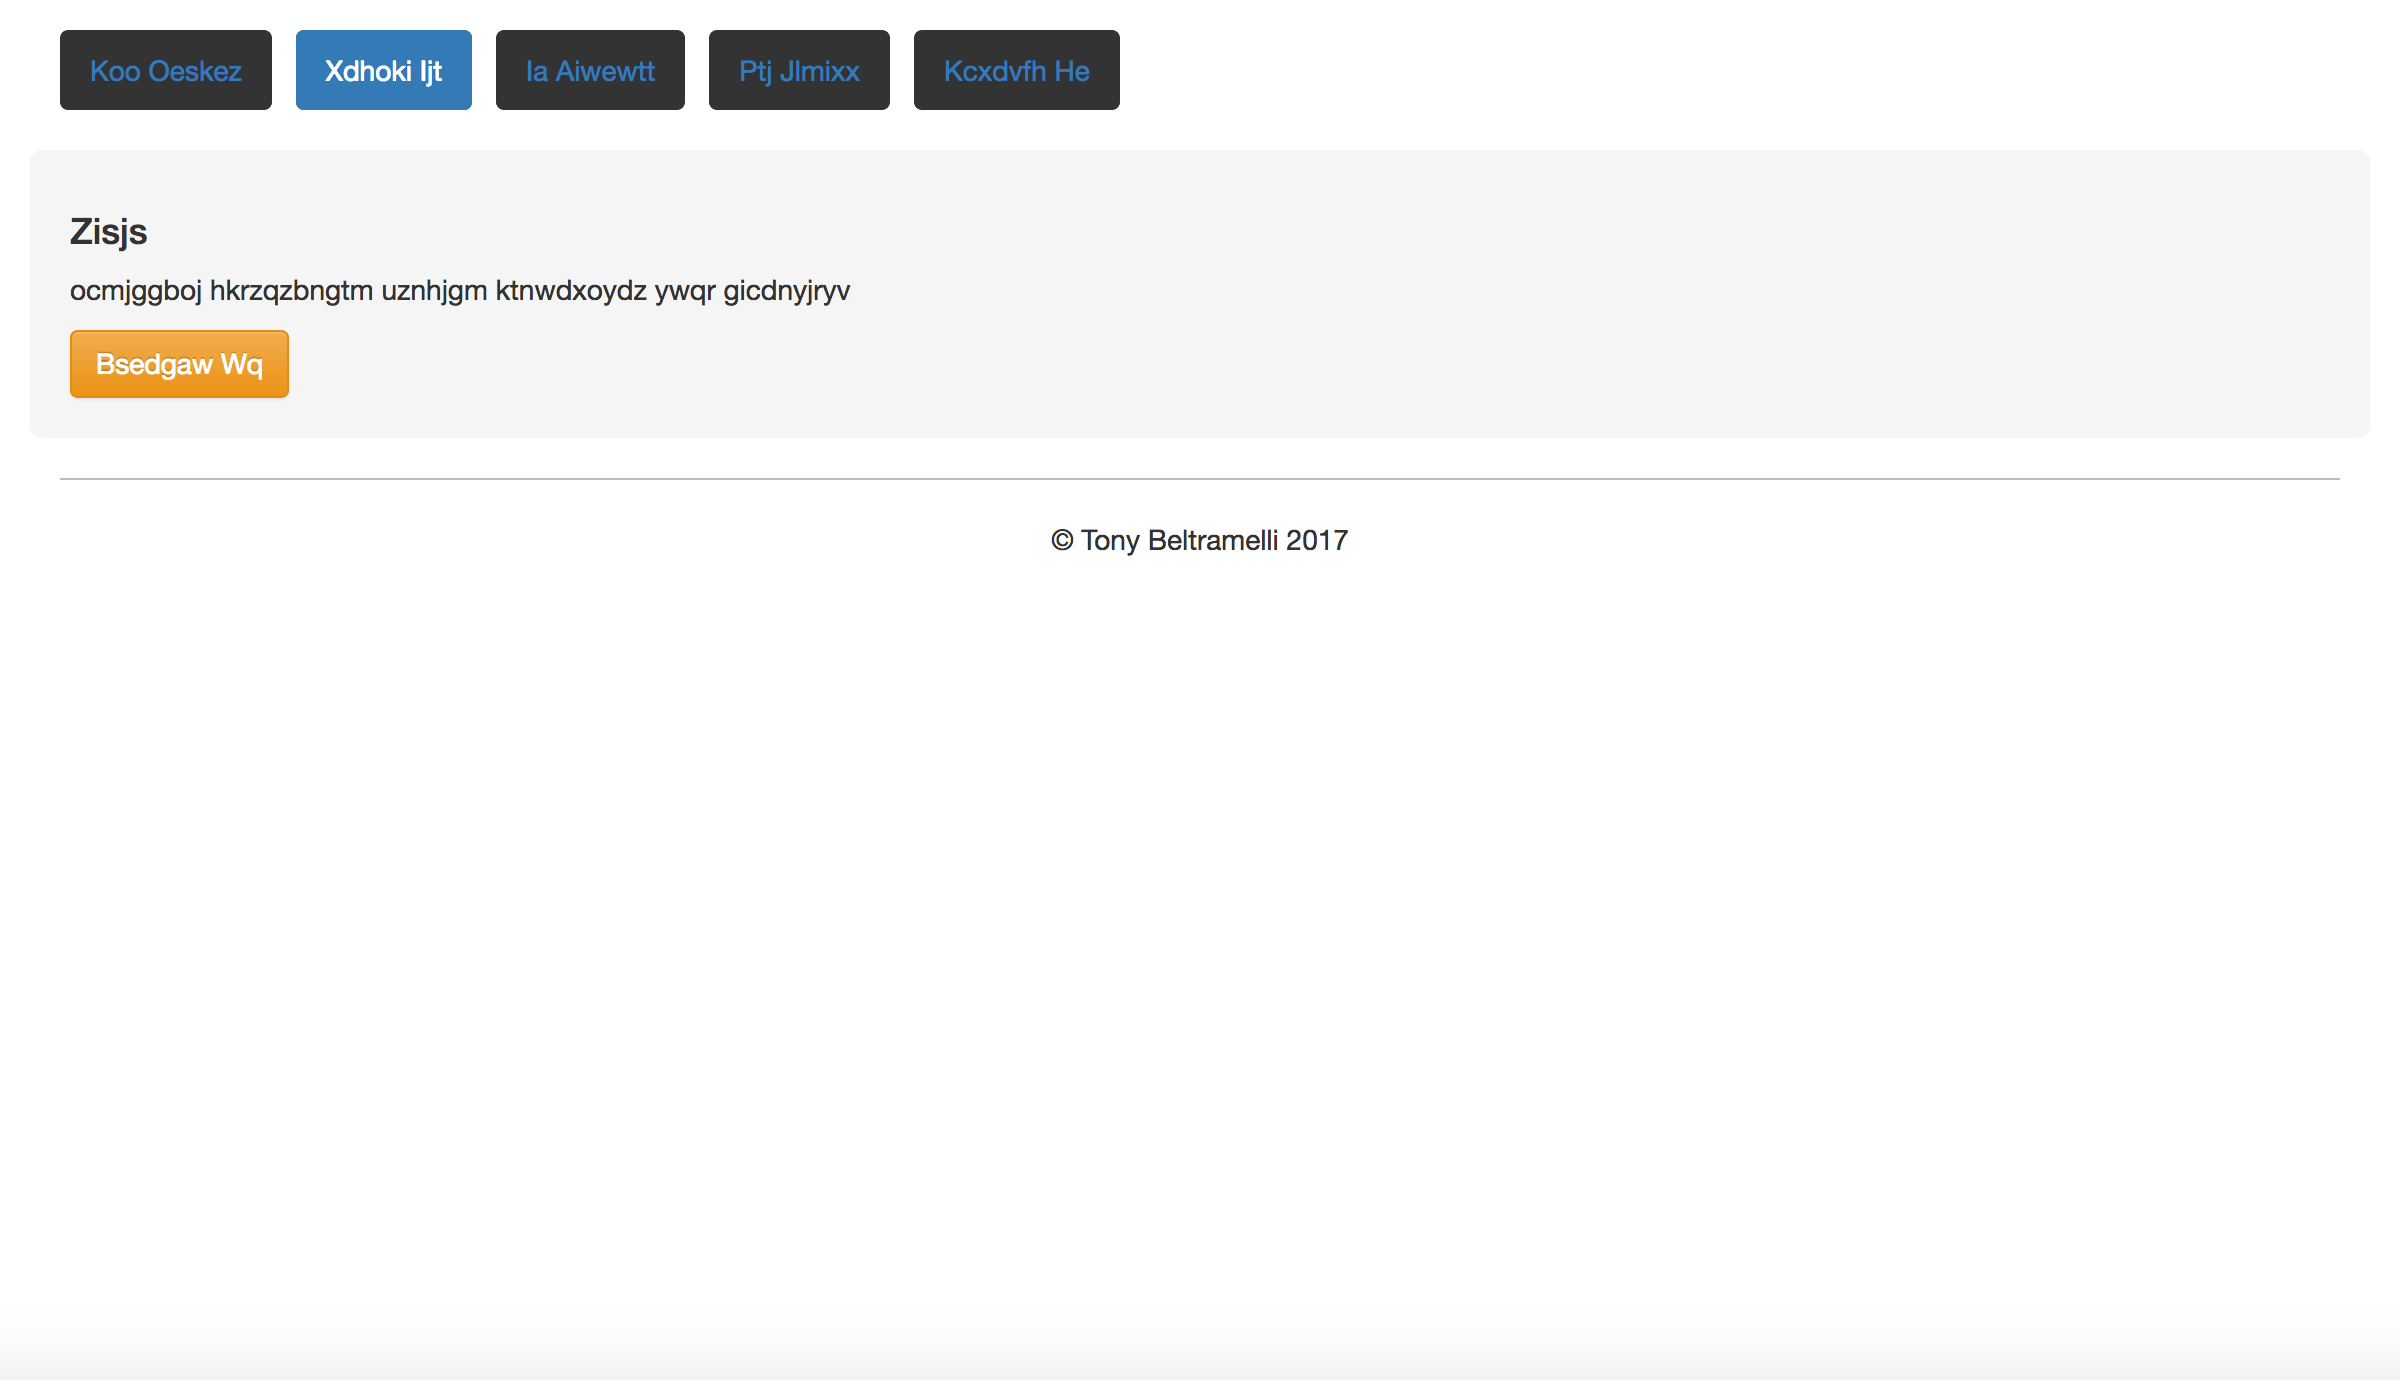 Koo Oeskez Xdhoki Ijt Ia Aiwewtt Ptj Jlmixx Kcxdvfh He
Zisjs
ocmjggboj hkrzqzbngtm uznhjgm ktnwdxoydz ywqr gicdnyjryv
Bsedgaw Wq
© Tony Beltramelli 2017